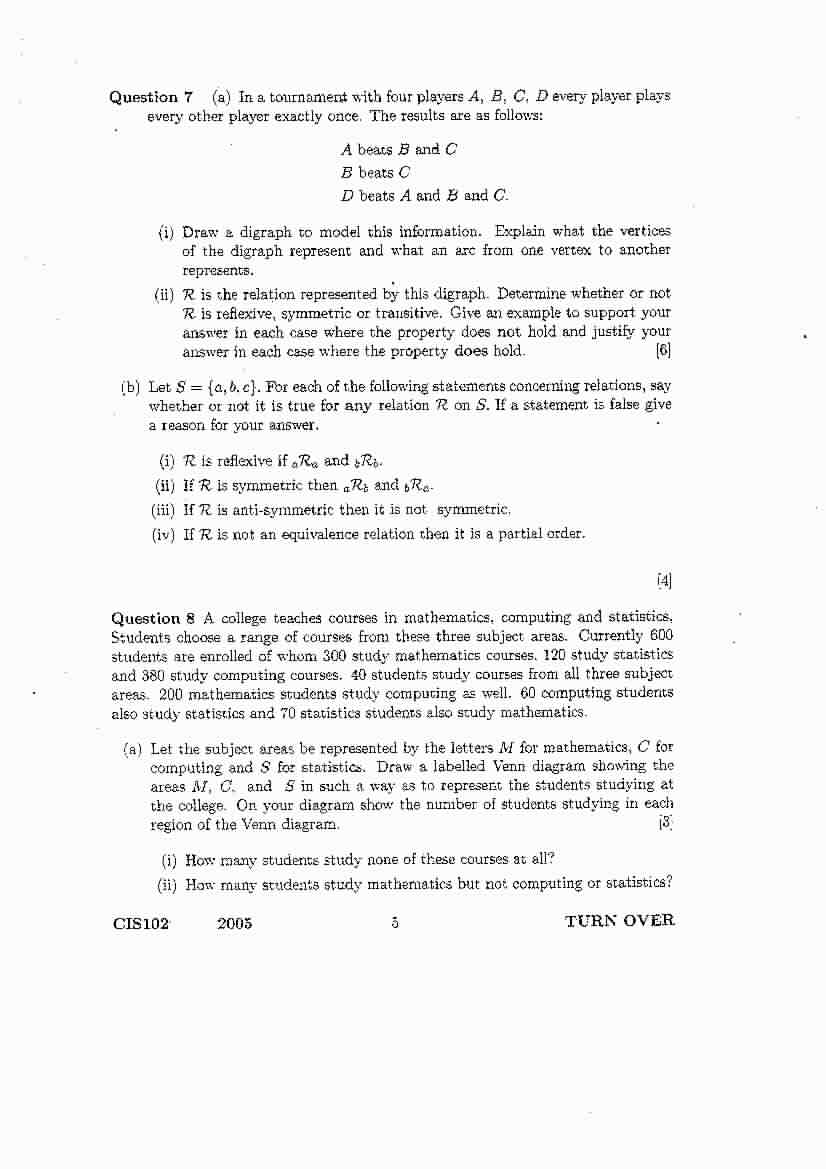 Question 7 (a) In a tournament with four players A, B, C, D every player plays
every other player exactly once. The results are as follows:
A beats B and C
B beats C
D beats A and B and C.
(i) Draw a digraph to model this information. Explain what the vertices
of the digraph represent and what an arc from one vertex to another
represents.
(ii) R is the relation represented by this digraph. Determine whether or not
R is reflexive, symmetric or transitive. Give an example to support your
answer in each case where the property does not hold and justify your
answer in each case where the property does hold. [6]
(b) Let S = {a, b, c}. For each of the following statements concerning relations, say
whether or not it is true for any relation R on S. If a statement is false give
a reason for your answer.
(i) R is reflexive if aRa and bRb.
(ii) If R is symmetric then aRb and bRa.
(iii) If R is anti-symmetric then it is not symmetric.
(iv) If R is not an equivalence relation then it is a partial order.
[4]
Question 8 A college teaches courses in mathematics, computing and statistics.
Students choose a range of courses from these three subject areas. Currently 600
students are enrolled of whom 300 study mathematics courses, 120 study statistics
and 380 study computing courses. 40 students study courses from all three subject
areas. 200 mathematics students study computing as well. 60 computing students
also study statistics and 70 statistics students also study mathematics.
(a) Let the subject areas be represented by the letters M for mathematics, C for
computing and S for statistics. Draw a labelled Venn diagram showing the
areas M, C, and S in such a way as to represent the students studying at
the college. On your diagram show the number of students studying in each
region of the Venn diagram. [3]
(i) How many students study none of these courses at all?
(ii) How many students study mathematics but not computing or statistics?
CIS102 2005 5 TURN OVER